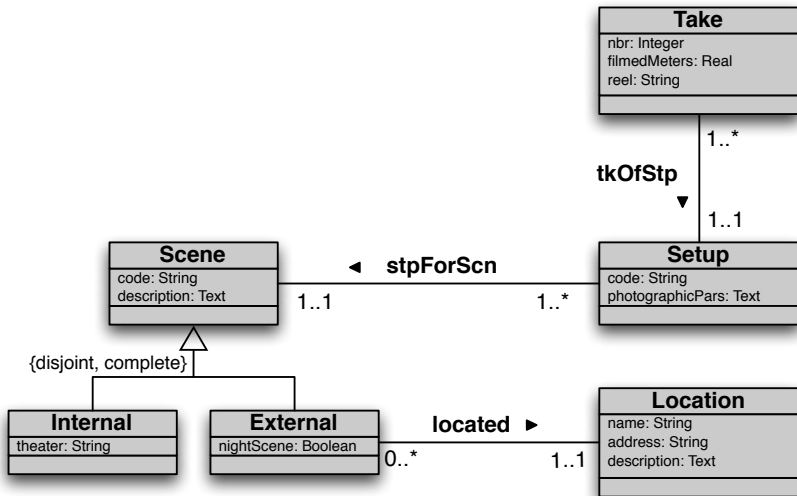 Take
nbr: Integer
filmedMeters: Real
reel: String
1..*
tkOfStp
▼
1..1
Scene
code: String
description: Text
◄ stpForScn
1..1
1..*
Setup
code: String
photographicPars: Text
{disjoint, complete}
Internal
theater: String
External
nightScene: Boolean
located ►
0..*
1..1
Location
name: String
address: String
description: Text